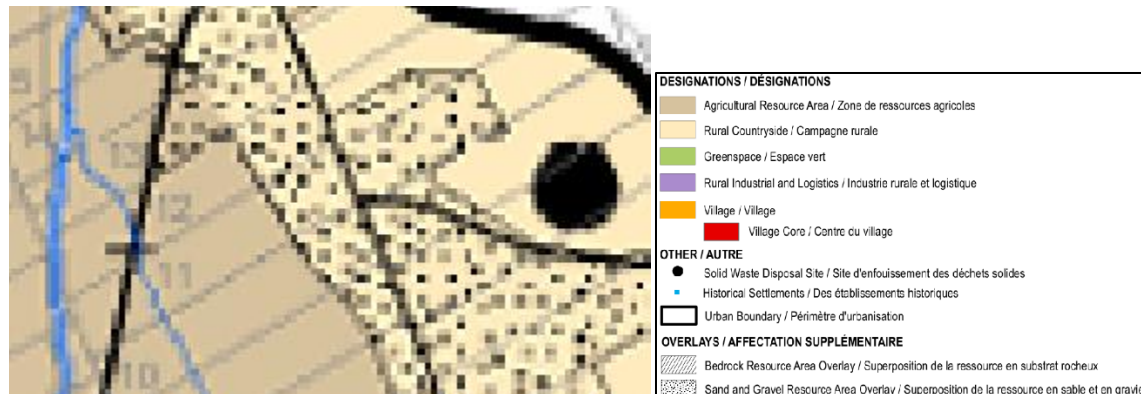 13
12
11
10
DESIGNATIONS / DÉSIGNATIONS
Agricultural Resource Area / Zone de ressources agricoles
Rural Countryside / Campagne rurale
Greenspace / Espace vert
Rural Industrial and Logistics / Industrie rurale et logistique
Village / Village
Village Core / Centre du village
OTHER / AUTRE
Solid Waste Disposal Site / Site d'enfouissement des déchets solides
Historical Settlements / Des établissements historiques
Urban Boundary / Périmètre d'urbanisation
OVERLAYS / AFFECTATION SUPPLÉMENTAIRE
Bedrock Resource Area Overlay / Superposition de la ressource en substrat rocheux
Sand and Gravel Resource Area Overlay / Superposition de la ressource en sable et en gravie